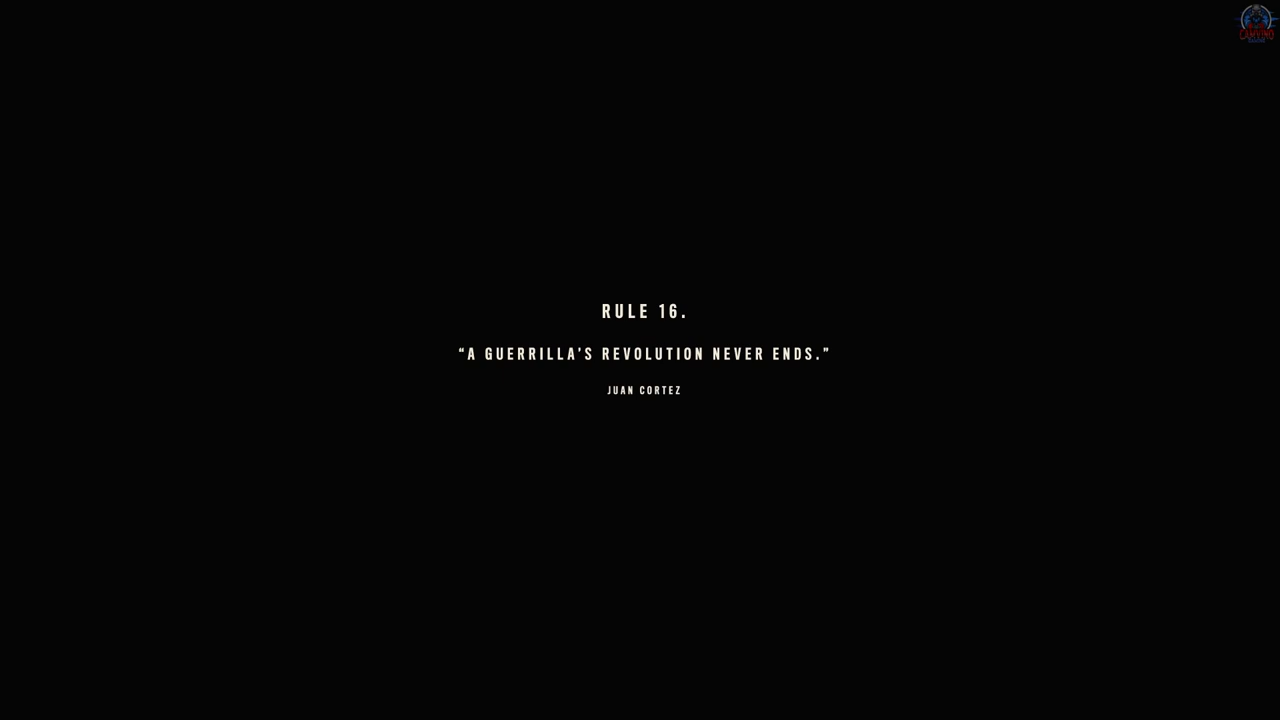 RULE 16.
“A GUERRILLA’S REVOLUTION NEVER ENDS.”
JUAN CORTEZ